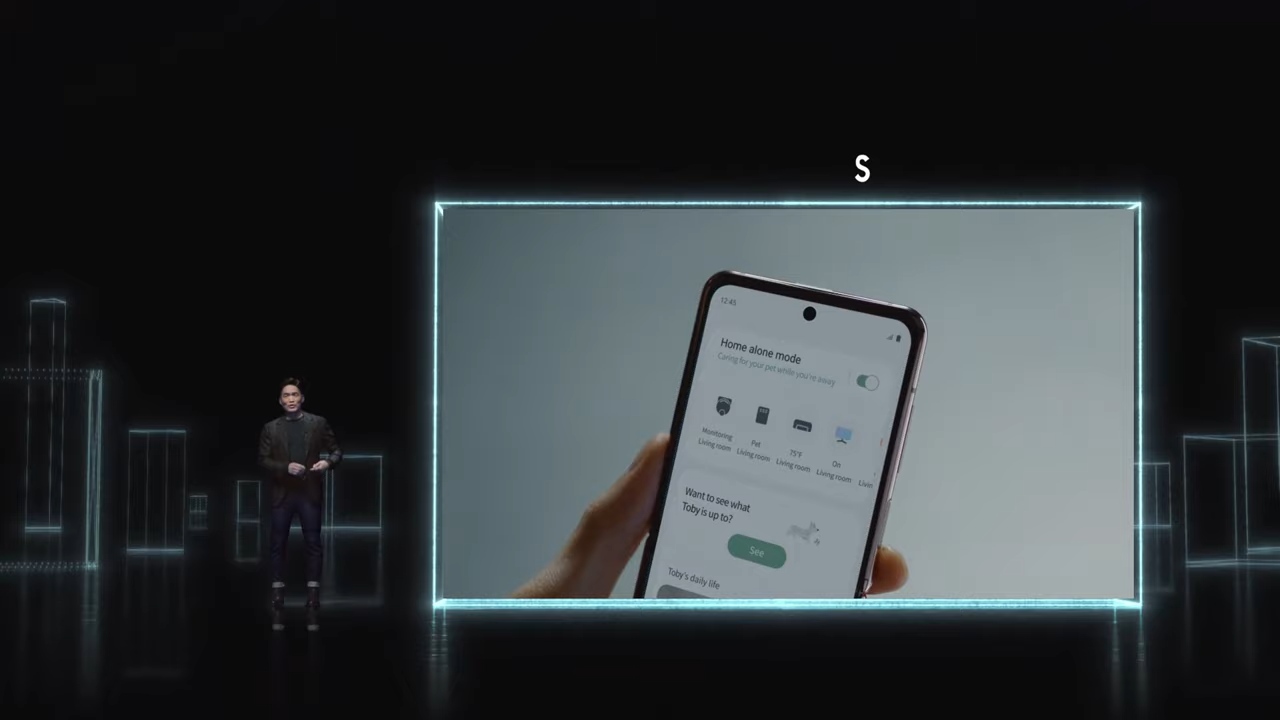 S
12:45
Home alone mode
Caring for your pet while you're away
Monitoring
Living room
Pet
Living room
75°F
Living room
On
Living room
Livin
Want to see what
Toby is up to?
See
Toby's daily life